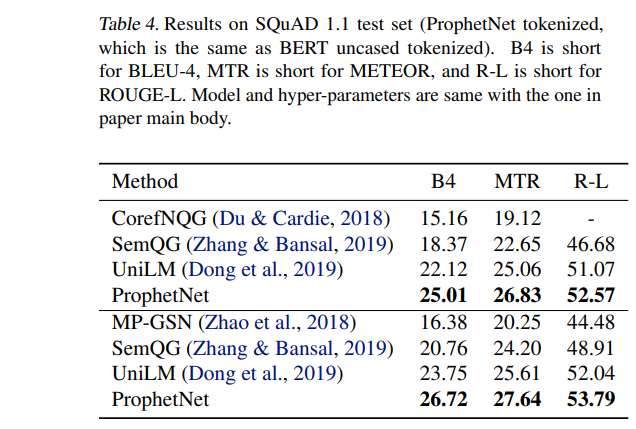 Table 4. Results on SQuAD 1.1 test set (ProphetNet tokenized,
which is the same as BERT uncased tokenized). B4 is short
for BLEU-4, MTR is short for METEOR, and R-L is short for
ROUGE-L. Model and hyper-parameters are same with the one in
paper main body.
Method B4 MTR R-L
CorefNQG (Du & Cardie, 2018) 15.16 19.12 -
SemQG (Zhang & Bansal, 2019) 18.37 22.65 46.68
UniLM (Dong et al., 2019) 22.12 25.06 51.07
ProphetNet 25.01 26.83 52.57
MP-GSN (Zhao et al., 2018) 16.38 20.25 44.48
SemQG (Zhang & Bansal, 2019) 20.76 24.20 48.91
UniLM (Dong et al., 2019) 23.75 25.61 52.04
ProphetNet 26.72 27.64 53.79